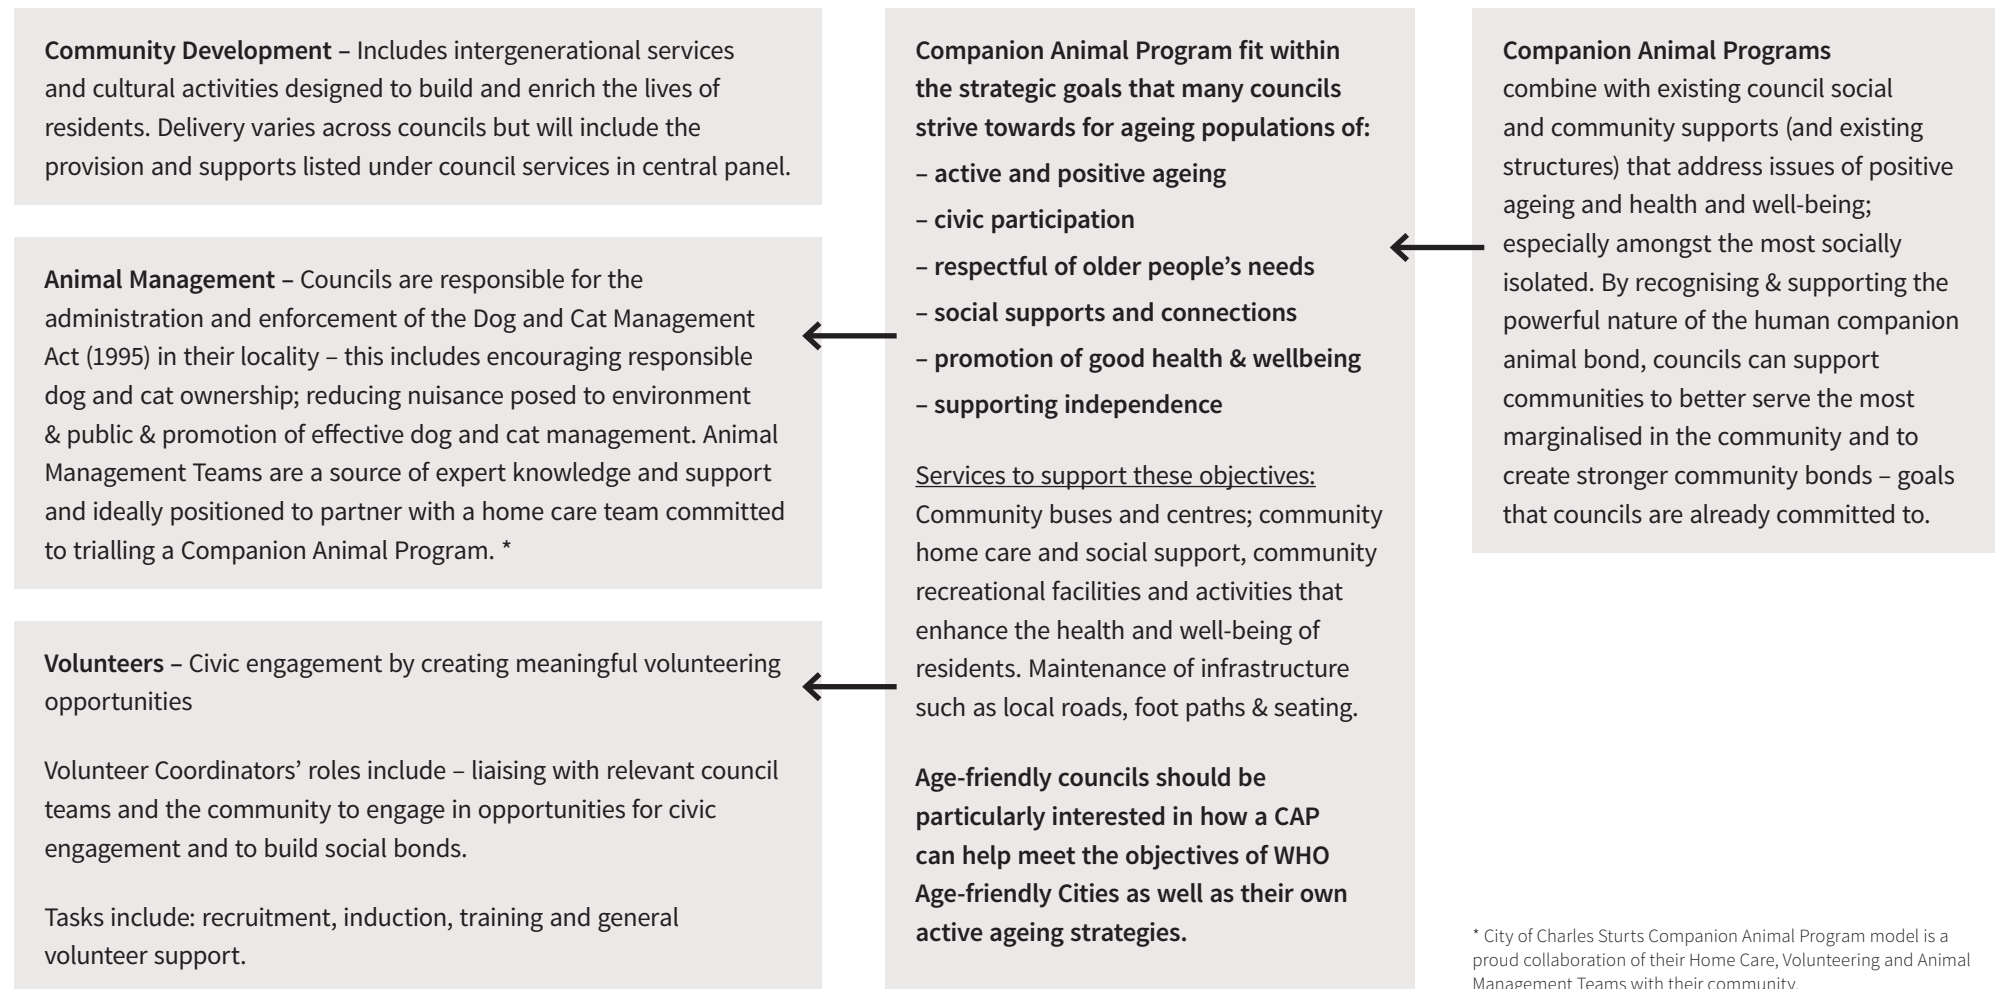 Community Development – Includes intergenerational services
and cultural activities designed to build and enrich the lives of
residents. Delivery varies across councils but will include the
provision and supports listed under council services in central panel.
Animal Management – Councils are responsible for the
administration and enforcement of the Dog and Cat Management
Act (1995) in their locality – this includes encouraging responsible
dog and cat ownership; reducing nuisance posed to environment
& public & promotion of effective dog and cat management. Animal
Management Teams are a source of expert knowledge and support
and ideally positioned to partner with a home care team committed
to trialling a Companion Animal Program. *
Volunteers – Civic engagement by creating meaningful volunteering
opportunities
Volunteer Coordinators’ roles include – liaising with relevant council
teams and the community to engage in opportunities for civic
engagement and to build social bonds.
Tasks include: recruitment, induction, training and general
volunteer support.
Companion Animal Program fit within
the strategic goals that many councils
strive towards for ageing populations of:
– active and positive ageing
– civic participation
– respectful of older people’s needs
– social supports and connections
– promotion of good health & wellbeing
– supporting independence
Services to support these objectives:
Community buses and centres; community
home care and social support, community
recreational facilities and activities that
enhance the health and well-being of
residents. Maintenance of infrastructure
such as local roads, foot paths & seating.
Age-friendly councils should be
particularly interested in how a CAP
can help meet the objectives of WHO
Age-friendly Cities as well as their own
active ageing strategies.
Companion Animal Programs
combine with existing council social
and community supports (and existing
structures) that address issues of positive
ageing and health and well-being;
especially amongst the most socially
isolated. By recognising & supporting the
powerful nature of the human companion
animal bond, councils can support
communities to better serve the most
marginalised in the community and to
create stronger community bonds – goals
that councils are already committed to.
* City of Charles Sturts Companion Animal Program model is a
proud collaboration of their Home Care, Volunteering and Animal
Management Teams with their community.